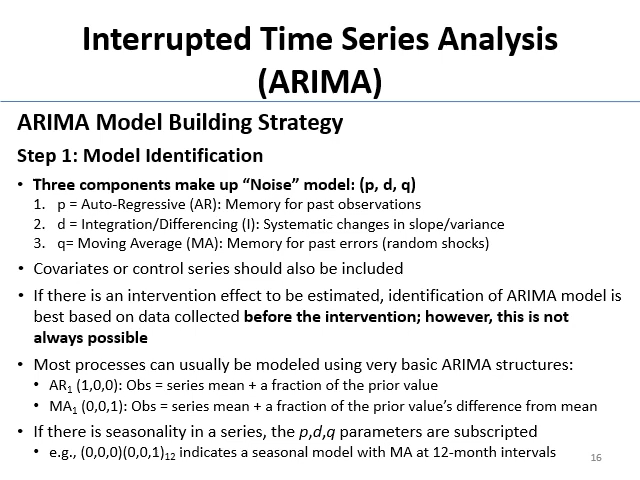 Interrupted Time Series Analysis
(ARIMA)
ARIMA Model Building Strategy
Step 1: Model Identification
• Three components make up “Noise” model: (p, d, q)
1. p = Auto-Regressive (AR): Memory for past observations
2. d = Integration/Differencing (I): Systematic changes in slope/variance
3. q= Moving Average (MA): Memory for past errors (random shocks)
• Covariates or control series should also be included
• If there is an intervention effect to be estimated, identification of ARIMA model is
best based on data collected before the intervention; however, this is not
always possible
• Most processes can usually be modeled using very basic ARIMA structures:
• AR₁ (1,0,0): Obs = series mean + a fraction of the prior value
• MA₁ (0,0,1): Obs = series mean + a fraction of the prior value’s difference from mean
• If there is seasonality in a series, the p,d,q parameters are subscripted
• e.g., (0,0,0)(0,0,1)₁₂ indicates a seasonal model with MA at 12-month intervals
16